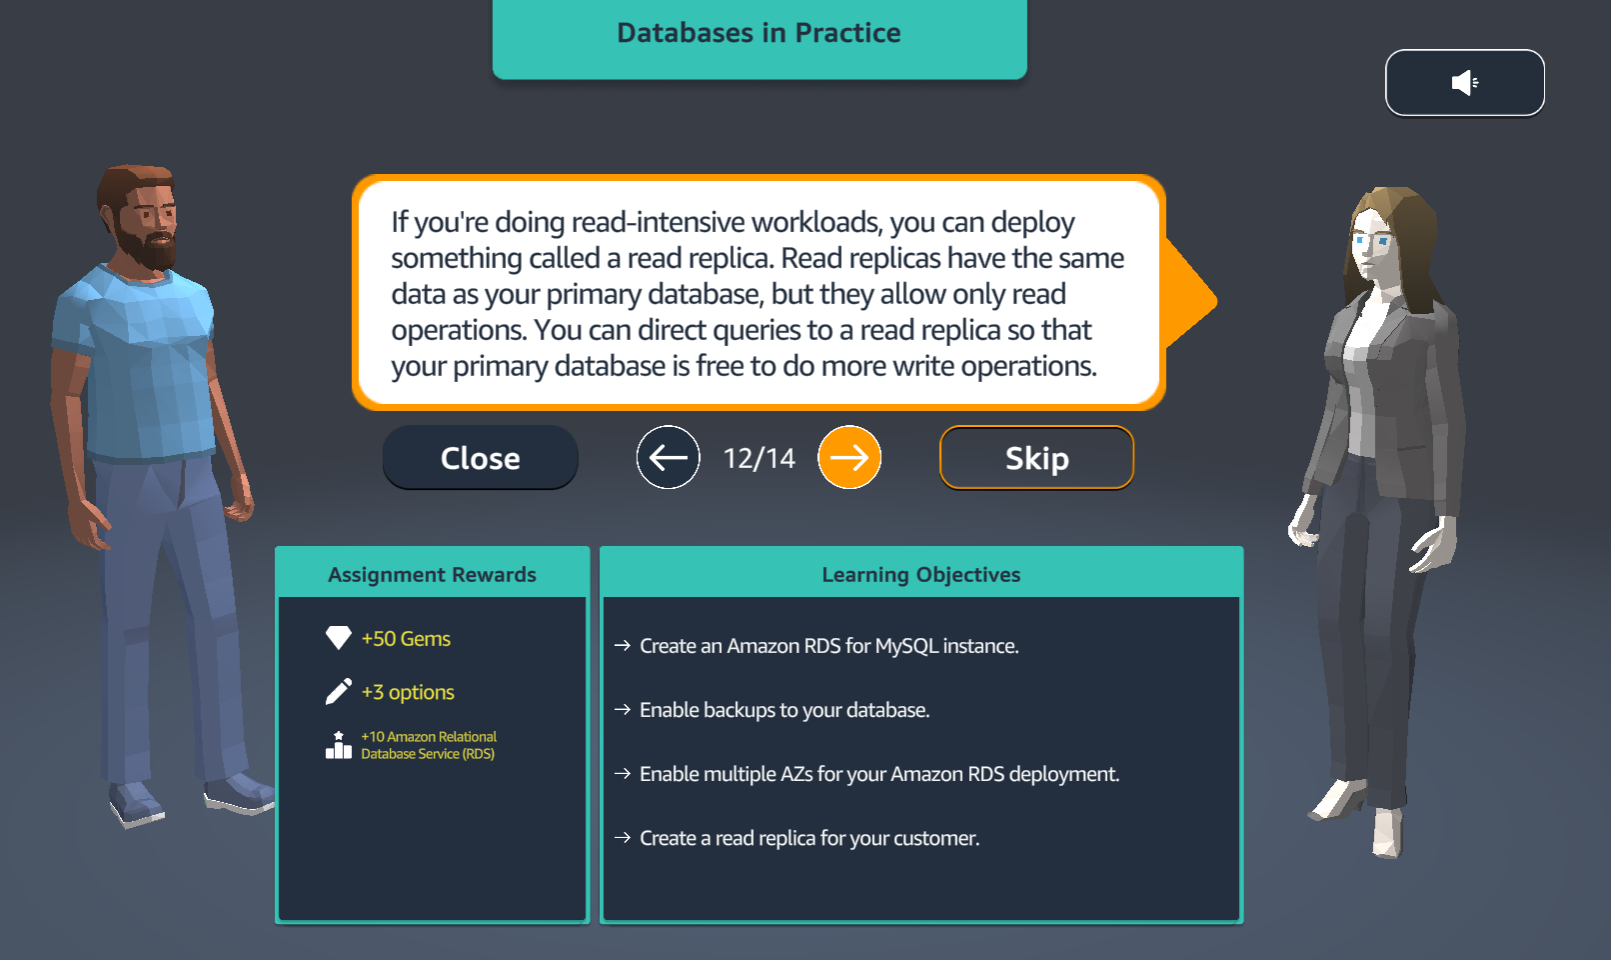 Databases in Practice
If you're doing read-intensive workloads, you can deploy
something called a read replica. Read replicas have the same
data as your primary database, but they allow only read
operations. You can direct queries to a read replica so that
your primary database is free to do more write operations.
Close
12/14
Skip
Assignment Rewards
+50 Gems
+3 options
+10 Amazon Relational
Database Service (RDS)
Learning Objectives
→ Create an Amazon RDS for MySQL instance.
→ Enable backups to your database.
→ Enable multiple AZs for your Amazon RDS deployment.
→ Create a read replica for your customer.